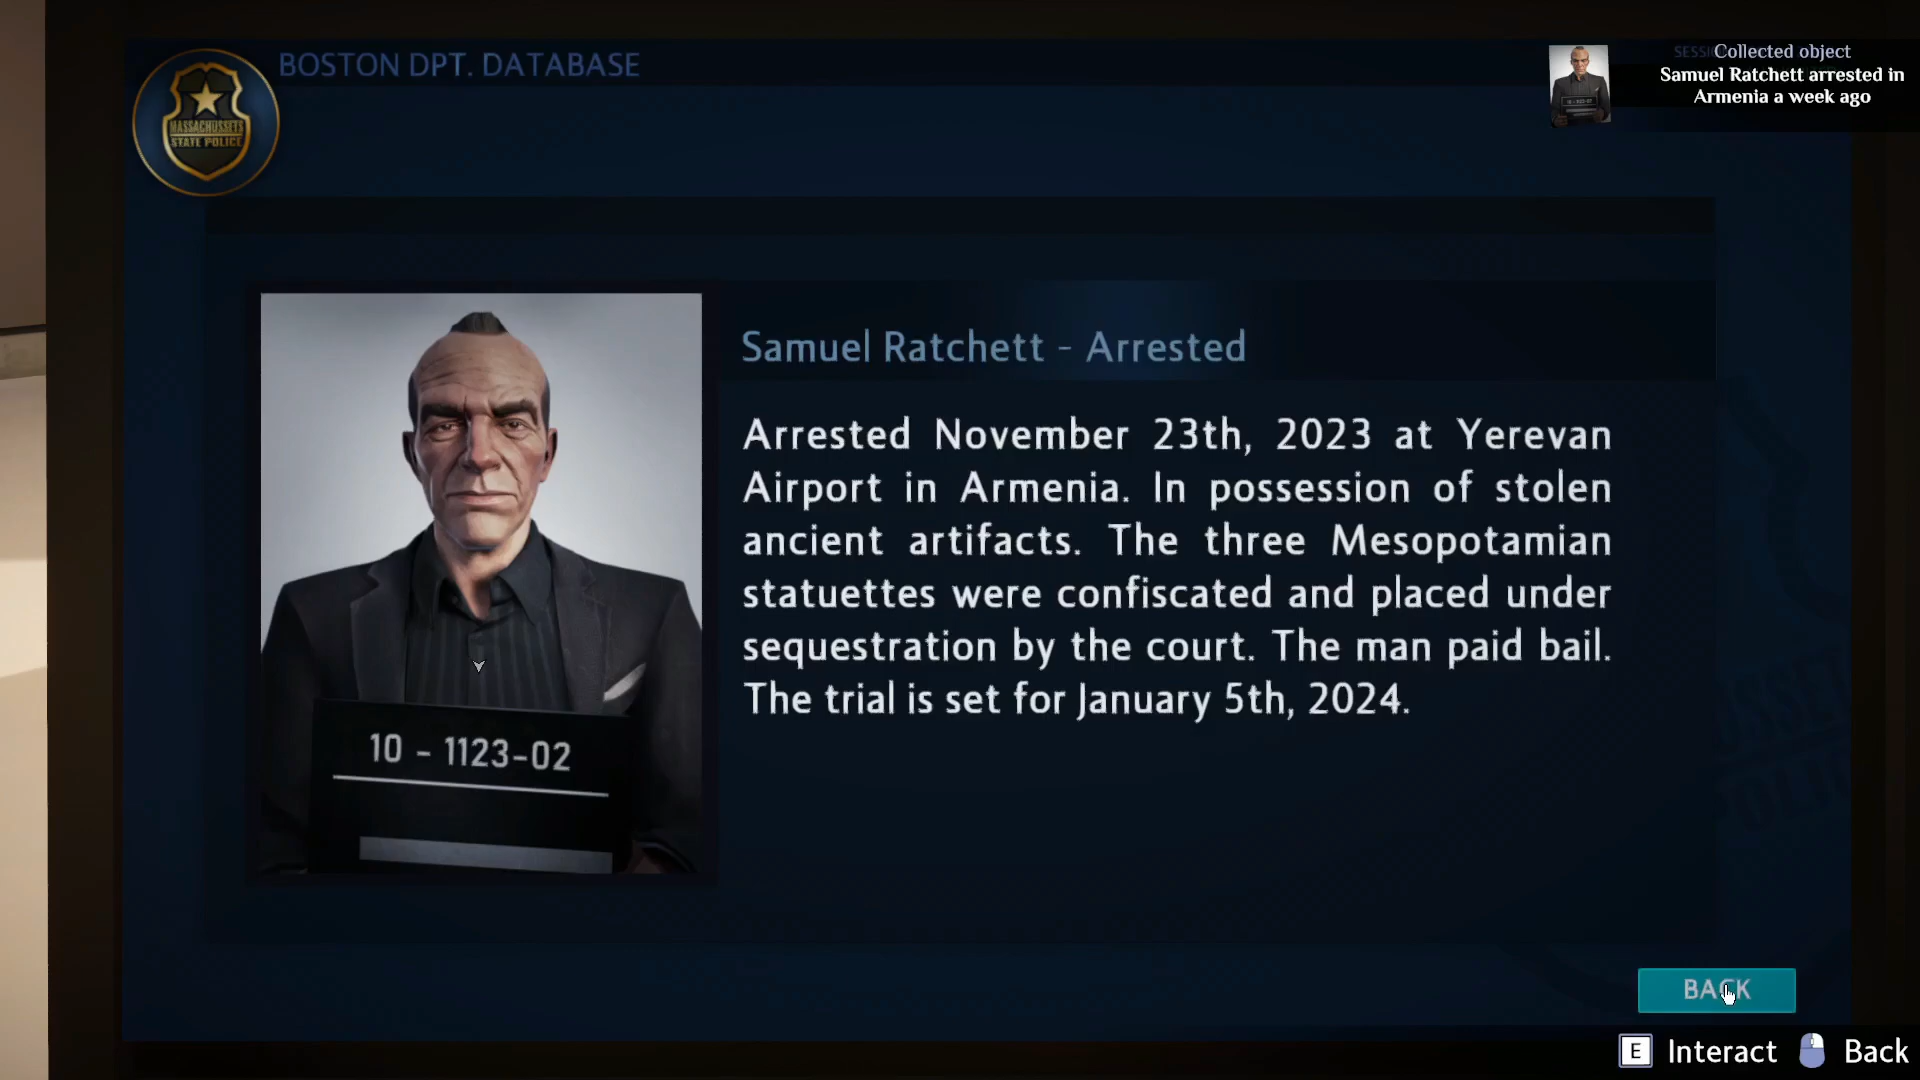 BOSTON DPT. DATABASE
MASSACHUSSETS
STATE POLICE
Collected object
Samuel Ratchett arrested in
Armenia a week ago
Samuel Ratchett - Arrested
Arrested November 23th, 2023 at Yerevan
Airport in Armenia. In possession of stolen
ancient artifacts. The three Mesopotamian
statuettes were confiscated and placed under
sequestration by the court. The man paid bail.
The trial is set for January 5th, 2024.
10 - 1123-02
BACK
E Interact Back